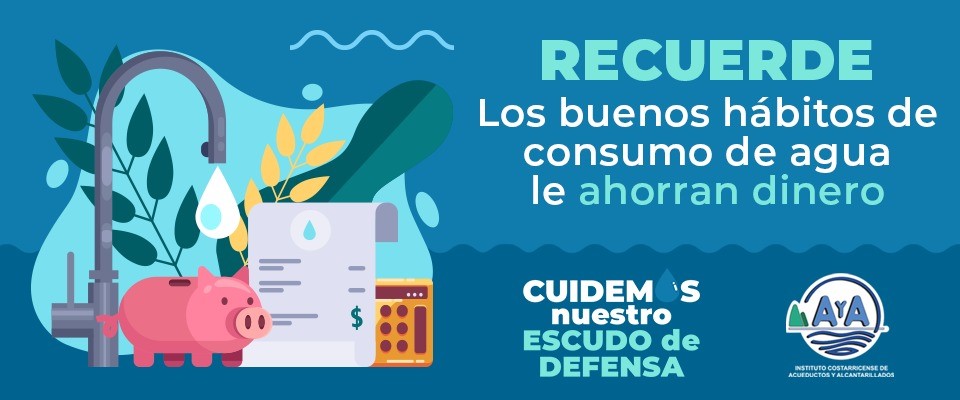 RECUERDE
Los buenos hábitos de
consumo de agua
le ahorran dinero
$
CUIDEMOS
nuestro
ESCUDO de
DEFENSA
AYA
INSTITUTO COSTARRICENSE DE
ACUEDUCTOS Y ALCANTARILLADOS